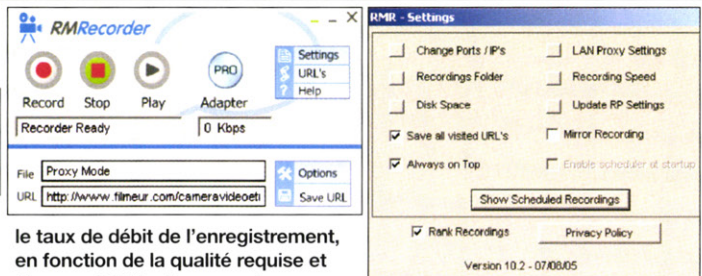 RMRecorder
Settings
URL's
Help
PRO
Record Stop Play Adapter
Recorder Ready
0 Kbps
File Proxy Mode
Options
URL http://www.filmeur.com/cameravideoeti
Save URL
le taux de débit de l'enregistrement,
en fonction de la qualité requise et
RMR - Settings
Change Ports / IP's
LAN Proxy Settings
Recordings Folder
Recording Speed
Disk Space
Update RP Settings
Save all visited URL's
Mirror Recording
Always on Top
Enable scheduler at startup
Show Scheduled Recordings
Rank Recordings
Privacy Policy
Version 10.2 - 07/08/05